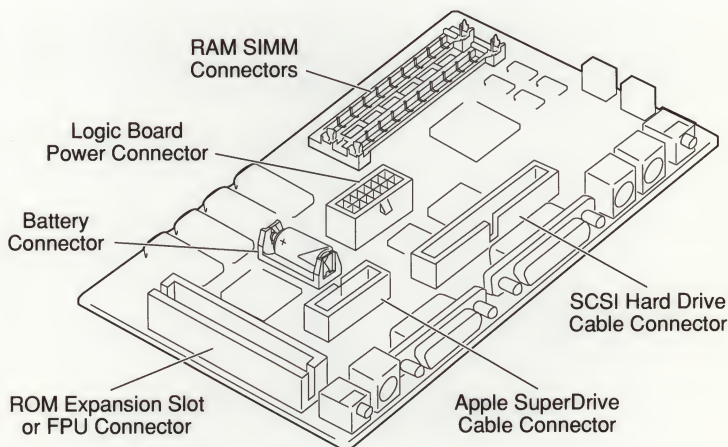 RAM SIMM
Connectors
Logic Board
Power Connector
Battery
Connector
+
SCSI Hard Drive
Cable Connector
ROM Expansion Slot
or FPU Connector
Apple SuperDrive
Cable Connector